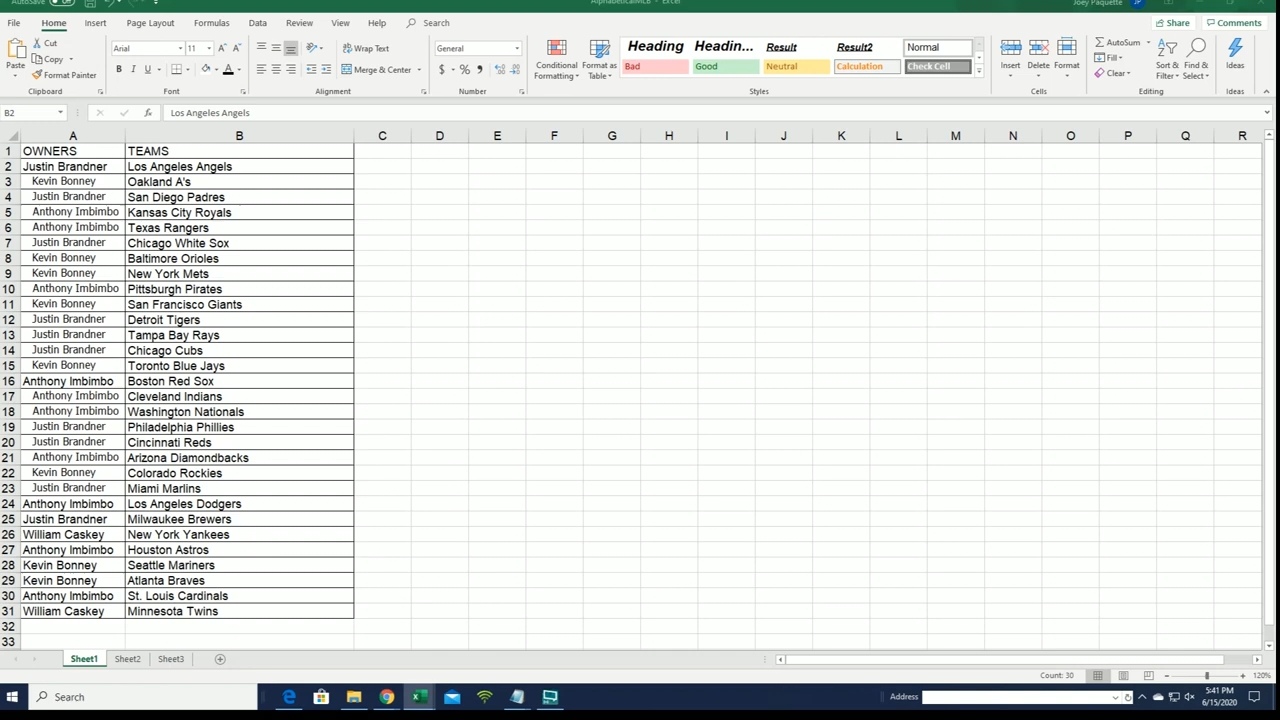 AutoSave Off AlphabeticalMLB - Excel Joey Paquette JP
File Home Insert Page Layout Formulas Data Review View Help Search Share Comments
Paste Cut Copy Format Painter Clipboard
Arial 11 A A B I U A Font
Wrap Text Merge & Center Alignment
General $ % , Number
Conditional Formatting Format as Table
Heading Headin... Result Result2 Normal
Bad Good Neutral Calculation Check Cell
Styles
Insert Delete Format Cells
AutoSum Fill Clear Sort & Filter Find & Select Editing
Ideas Ideas
B2 fx Los Angeles Angels
A B C D E F G H I J K L M N O P Q R
1 OWNERS TEAMS
2 Justin Brandner Los Angeles Angels
3 Kevin Bonney Oakland A's
4 Justin Brandner San Diego Padres
5 Anthony Imbimbo Kansas City Royals
6 Anthony Imbimbo Texas Rangers
7 Justin Brandner Chicago White Sox
8 Kevin Bonney Baltimore Orioles
9 Kevin Bonney New York Mets
10 Anthony Imbimbo Pittsburgh Pirates
11 Kevin Bonney San Francisco Giants
12 Justin Brandner Detroit Tigers
13 Justin Brandner Tampa Bay Rays
14 Justin Brandner Chicago Cubs
15 Kevin Bonney Toronto Blue Jays
16 Anthony Imbimbo Boston Red Sox
17 Anthony Imbimbo Cleveland Indians
18 Anthony Imbimbo Washington Nationals
19 Justin Brandner Philadelphia Phillies
20 Justin Brandner Cincinnati Reds
21 Anthony Imbimbo Arizona Diamondbacks
22 Kevin Bonney Colorado Rockies
23 Justin Brandner Miami Marlins
24 Anthony Imbimbo Los Angeles Dodgers
25 Justin Brandner Milwaukee Brewers
26 William Caskey New York Yankees
27 Anthony Imbimbo Houston Astros
28 Kevin Bonney Seattle Mariners
29 Kevin Bonney Atlanta Braves
30 Anthony Imbimbo St. Louis Cardinals
31 William Caskey Minnesota Twins
32
33
Sheet1 Sheet2 Sheet3
Count: 30 120%
Search Address 5:41 PM
6/15/2020